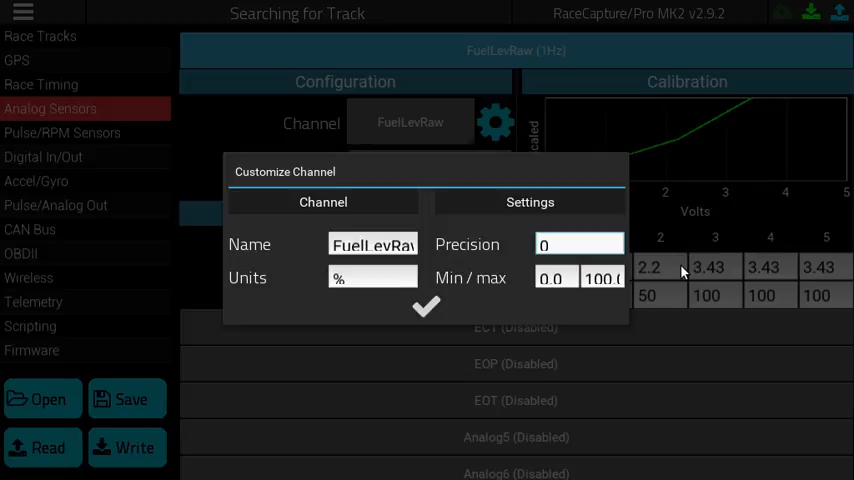 Searching for Track
RaceCapture/Pro MK2 v2.9.2
Race Tracks
GPS
Race Timing
Analog Sensors
Pulse/RPM Sensors
Digital In/Out
Accel/Gyro
Pulse/Analog Out
CAN Bus
OBDII
Wireless
Telemetry
Scripting
Firmware
Open
Save
Read
Write
FuelLevRaw (1Hz)
Configuration
Calibration
Channel
FuelLevRaw
caled
2 3 4 5
Volts
2 3 4 5
2.2 3.43 3.43 3.43
50 100 100 100
Customize Channel
Channel
Settings
Name
FuelLevRav
Precision
0
Units
%
Min / max
0.0
100.0
ECT (Disabled)
EOP (Disabled)
EOT (Disabled)
Analog5 (Disabled)
Analog6 (Disabled)